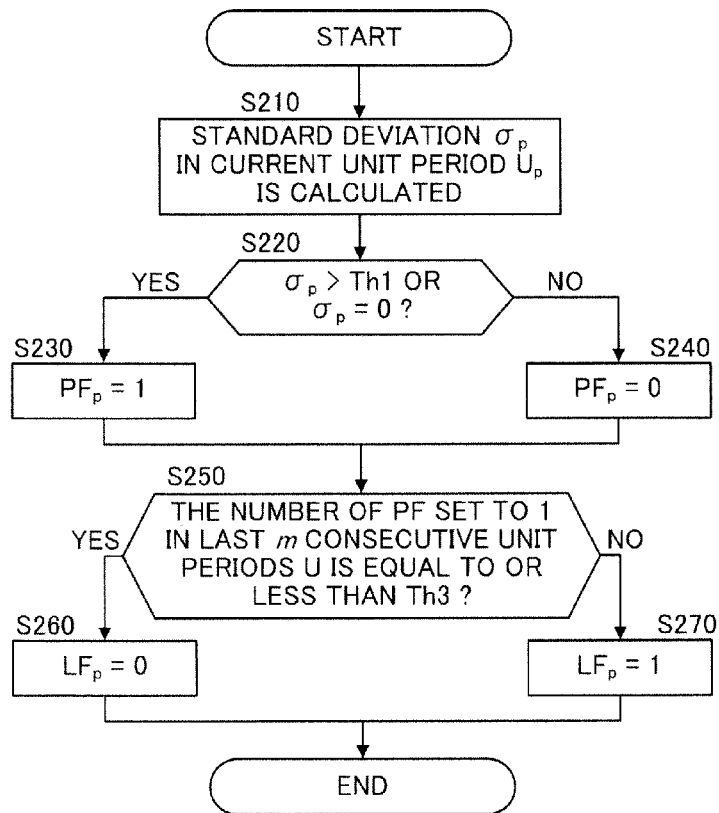 START
S210
STANDARD DEVIATION σp
IN CURRENT UNIT PERIOD Up
IS CALCULATED
S220
YES
σp > Th1 OR
σp = 0 ?
NO
S230
S240
PFp = 1
PFp = 0
S250
YES
THE NUMBER OF PF SET TO 1
IN LAST m CONSECUTIVE UNIT
PERIODS U IS EQUAL TO OR
LESS THAN Th3 ?
NO
S260
S270
LFp = 0
LFp = 1
END